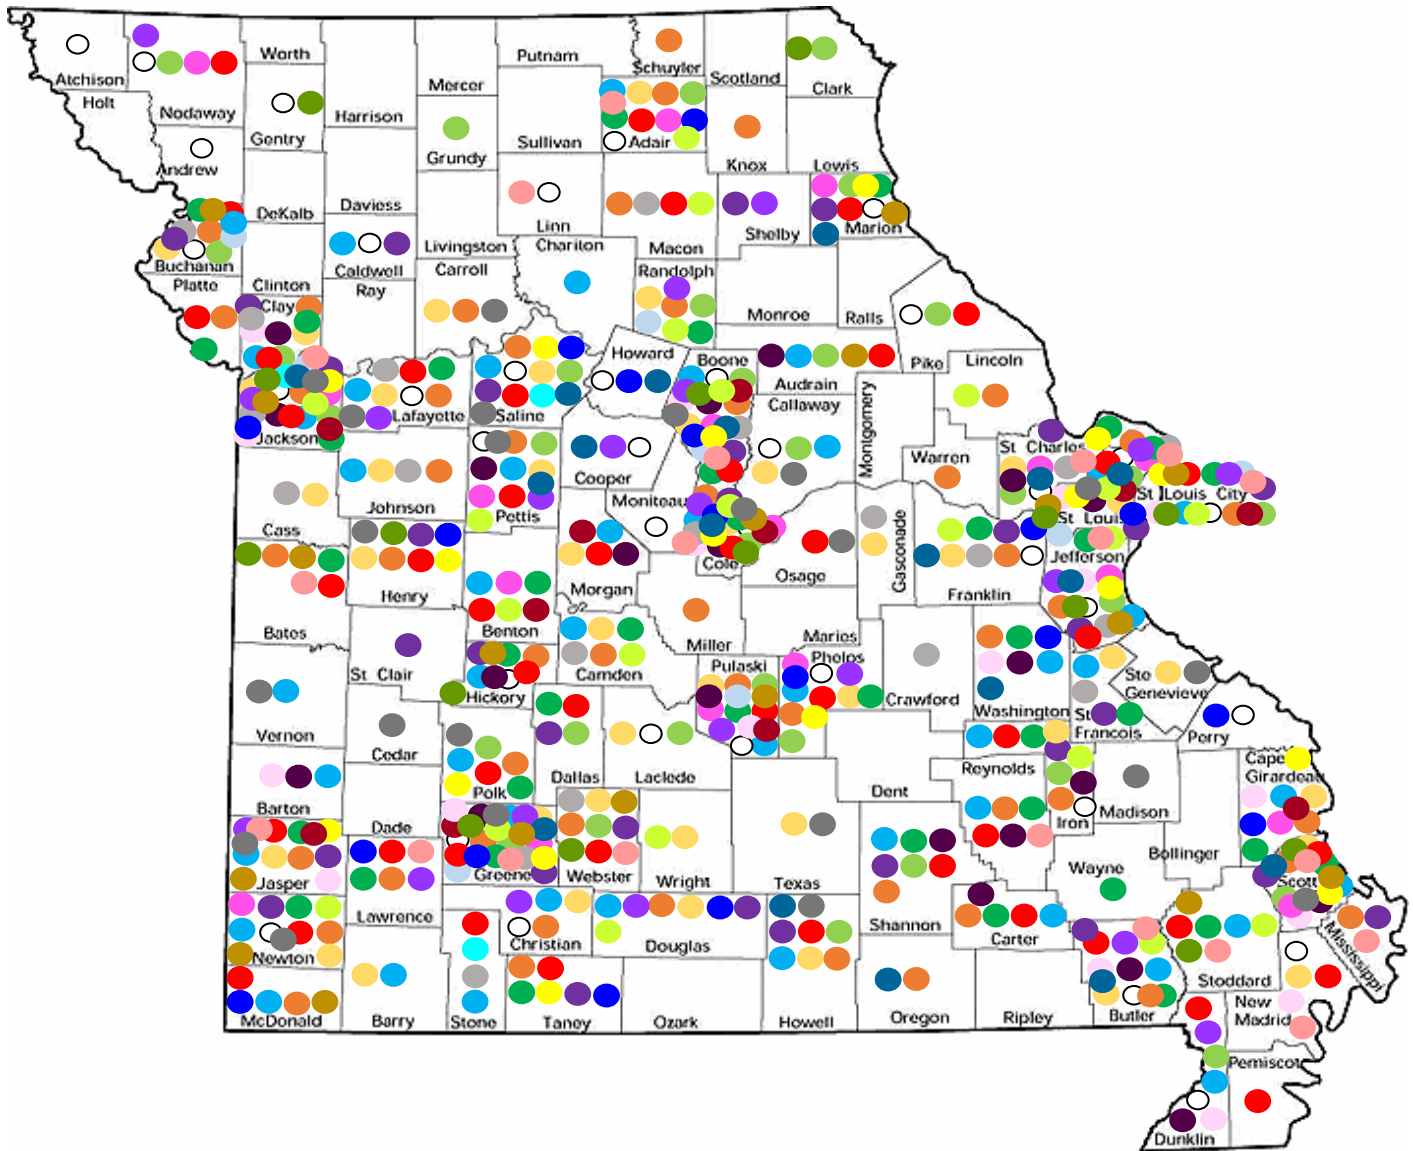 Worth
Putnam
Schuyler
Scotland
Atchison
Mercer
Clark
Holt
Nodaway
Harrison
Gentry
Sullivan
Adair
Grundy
Knox
Lewis
Andrew
DeKalb
Daviess
Linn
Shelby
Marion
Livingston
Chariton
Macon
Buchanan
Caldwell
Carroll
Randolph
Platte
Clinton
Ray
Clay
Monroe
Ralls
Howard
Boone
Pike
Lincoln
Audrain
Lafayette
Saline
Callaway
Montgomery
Jackson
St Charles
Warren
Cooper
St Louis City
Johnson
Moniteau
Pettis
St Louis
Cass
Cole
Osage
Gasconade
Jefferson
Henry
Morgan
Franklin
Bates
Benton
Miller
Maries
Phelps
St Clair
Camden
Pulaski
Ste
Genevieve
Hickory
Crawford
Washington
St
Francois
Vernon
Cedar
Perry
Cape
Girardeau
Dallas
Laclede
Reynolds
Polk
Dent
Barton
Iron
Madison
Dade
Bollinger
Wayne
Jasper
Greene
Webster
Wright
Texas
Scott
Lawrence
Shannon
Carter
Mississippi
Christian
Douglas
Newton
Stoddard
New
Madrid
McDonald
Barry
Stone
Taney
Ozark
Howell
Oregon
Ripley
Butler
Pemiscot
Dunklin